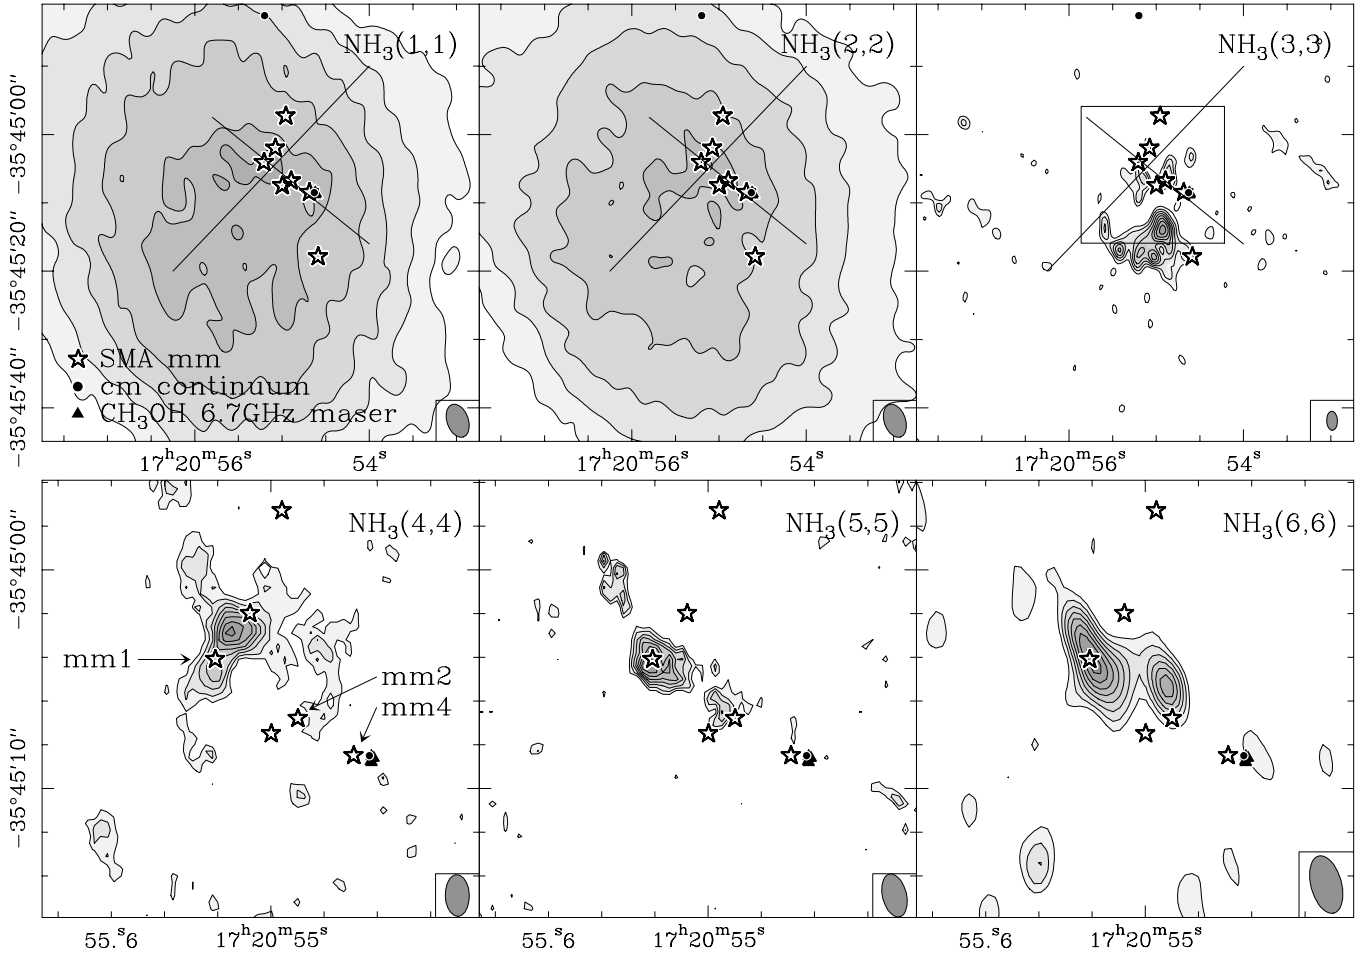 NH₃(1,1)
NH₃(2,2)
NH₃(3,3)
−35°45′00″
−35°45′20″
−35°45′40″
SMA mm
cm continuum
CH₃OH 6.7GHz maser
17ʰ20ᵐ56ˢ
54ˢ
17ʰ20ᵐ56ˢ
54ˢ
17ʰ20ᵐ56ˢ
54ˢ
NH₃(4,4)
NH₃(5,5)
NH₃(6,6)
−35°45′00″
−35°45′10″
mm1
mm2
mm4
55.ˢ6
17ʰ20ᵐ55ˢ
55.ˢ6
17ʰ20ᵐ55ˢ
55.ˢ6
17ʰ20ᵐ55ˢ